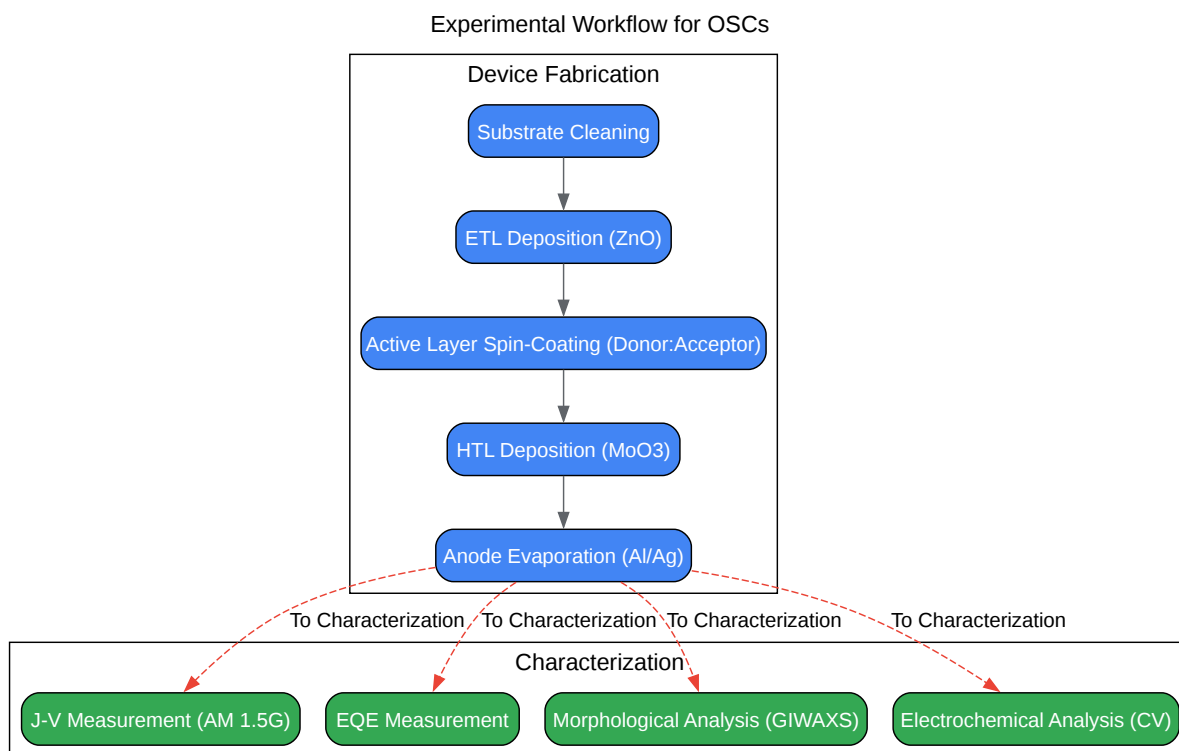 Experimental Workflow for OSCs
Device Fabrication
Substrate Cleaning
ETL Deposition (ZnO)
Active Layer Spin-Coating (Donor:Acceptor)
HTL Deposition (MoO3)
Anode Evaporation (Al/Ag)
To Characterization
To Characterization
To Characterization
To Characterization
Characterization
J-V Measurement (AM 1.5G)
EQE Measurement
Morphological Analysis (GIWAXS)
Electrochemical Analysis (CV)